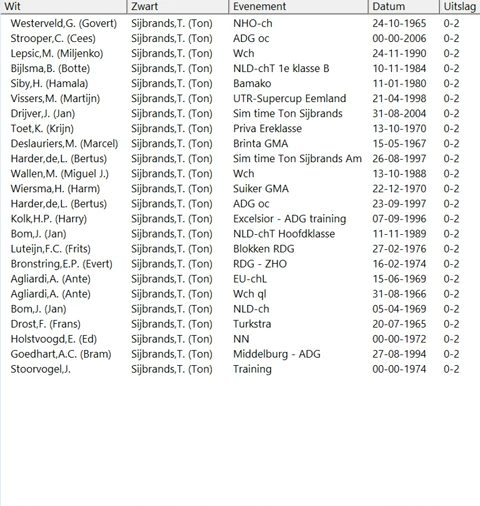 Wit Zwart Evenement Datum Uitslag
Westerveld,G. (Govert) Sijbrands,T. (Ton) NHO-ch 24-10-1965 0-2
Strooper,C. (Cees) Sijbrands,T. (Ton) ADG oc 00-00-2006 0-2
Lepsic,M. (Miljenko) Sijbrands,T. (Ton) Wch 24-11-1990 0-2
Bijlsma,B. (Botte) Sijbrands,T. (Ton) NLD-chT 1e klasse B 10-11-1984 0-2
Siby,H. (Hamala) Sijbrands,T. (Ton) Bamako 11-01-1980 0-2
Vissers,M. (Martijn) Sijbrands,T. (Ton) UTR-Supercup Eemland 21-04-1998 0-2
Drijver,J. (Jan) Sijbrands,T. (Ton) Sim time Ton Sijbrands 31-08-2004 0-2
Toet,K. (Krijn) Sijbrands,T. (Ton) Priva Ereklasse 13-10-1970 0-2
Deslauriers,M. (Marcel) Sijbrands,T. (Ton) Brinta GMA 15-05-1967 0-2
Harder,de,L. (Bertus) Sijbrands,T. (Ton) Sim time Ton Sijbrands Am 26-08-1997 0-2
Wallen,M. (Miguel J.) Sijbrands,T. (Ton) Wch 13-10-1988 0-2
Wiersma,H. (Harm) Sijbrands,T. (Ton) Suiker GMA 22-12-1970 0-2
Harder,de,L. (Bertus) Sijbrands,T. (Ton) ADG oc 23-09-1997 0-2
Kolk,H.P. (Harry) Sijbrands,T. (Ton) Excelsior - ADG training 07-09-1996 0-2
Bom,J. (Jan) Sijbrands,T. (Ton) NLD-chT Hoofdklasse 11-11-1989 0-2
Luteijn,F.C. (Frits) Sijbrands,T. (Ton) Blokken RDG 27-02-1976 0-2
Bronstring,E.P. (Evert) Sijbrands,T. (Ton) RDG - ZHO 16-02-1974 0-2
Agliardi,A. (Ante) Sijbrands,T. (Ton) EU-chL 15-06-1969 0-2
Agliardi,A. (Ante) Sijbrands,T. (Ton) Wch ql 31-08-1966 0-2
Bom,J. (Jan) Sijbrands,T. (Ton) NLD-ch 05-04-1969 0-2
Drost,F. (Frans) Sijbrands,T. (Ton) Turkstra 20-07-1965 0-2
Holstvoogd,E. (Ed) Sijbrands,T. (Ton) NN 00-00-1972 0-2
Goedhart,A.C. (Bram) Sijbrands,T. (Ton) Middelburg - ADG 27-08-1994 0-2
Stoorvogel,J. Sijbrands,T. (Ton) Training 00-00-1974 0-2